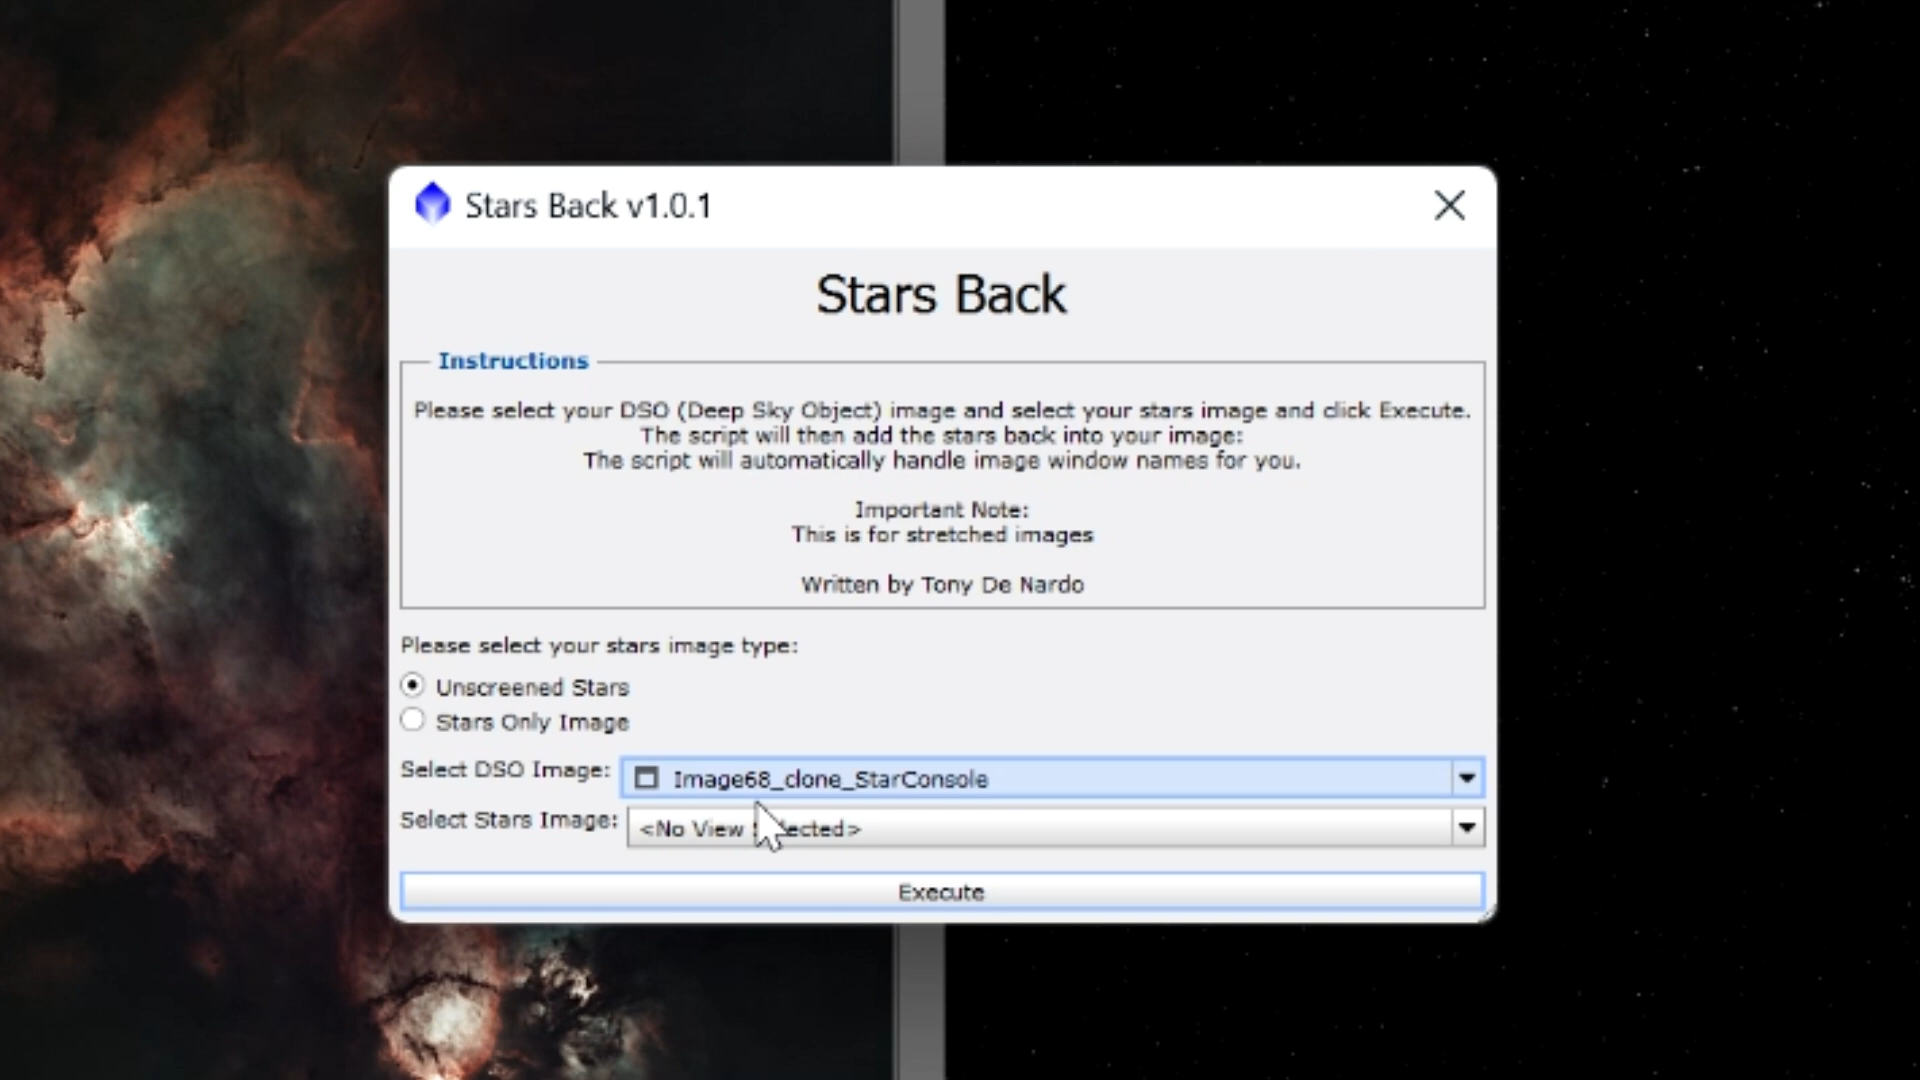 Stars Back v1.0.1
Stars Back
Instructions
Please select your DSO (Deep Sky Object) image and select your stars image and click Execute.
The script will then add the stars back into your image:
The script will automatically handle image window names for you.
Important Note:
This is for stretched images
Written by Tony De Nardo
Please select your stars image type:
Unscreened Stars
Stars Only Image
Select DSO Image: Image68_clone_StarConsole
Select Stars Image: <No View Selected>
Execute